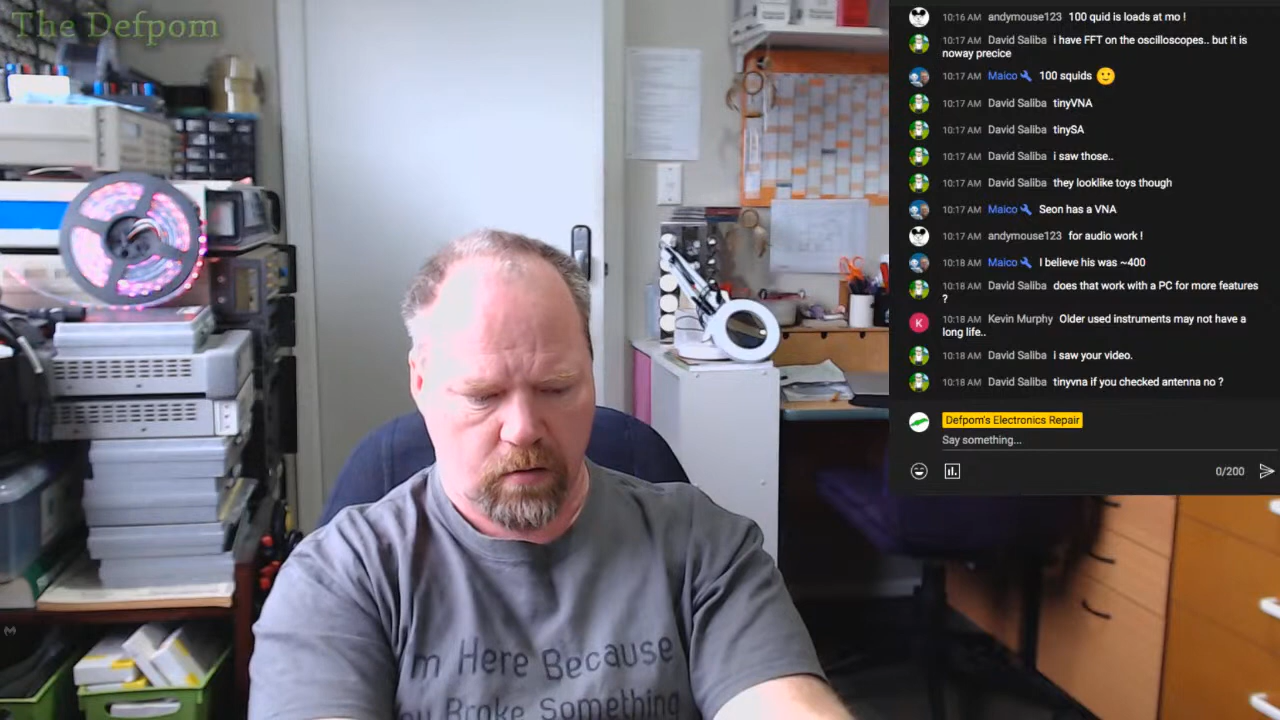 The Defpom
10:16 AM andymouse123 100 quid is loads at mo !
10:17 AM David Saliba i have FFT on the oscilloscopes.. but it is
noway precice
10:17 AM Maico 100 squids
10:17 AM David Saliba tinyVNA
10:17 AM David Saliba tinySA
10:17 AM David Saliba i saw those..
10:17 AM David Saliba they looklike toys though
10:17 AM Maico Seon has a VNA
10:17 AM andymouse123 for audio work !
10:18 AM Maico I believe his was ~400
10:18 AM David Saliba does that work with a PC for more features
?
K
10:18 AM Kevin Murphy Older used instruments may not have a
long life..
10:18 AM David Saliba i saw your video.
10:18 AM David Saliba tinyvna if you checked antenna no ?
Defpom's Electronics Repair
Say something...
0/200
m Here Because
ou Broke Something